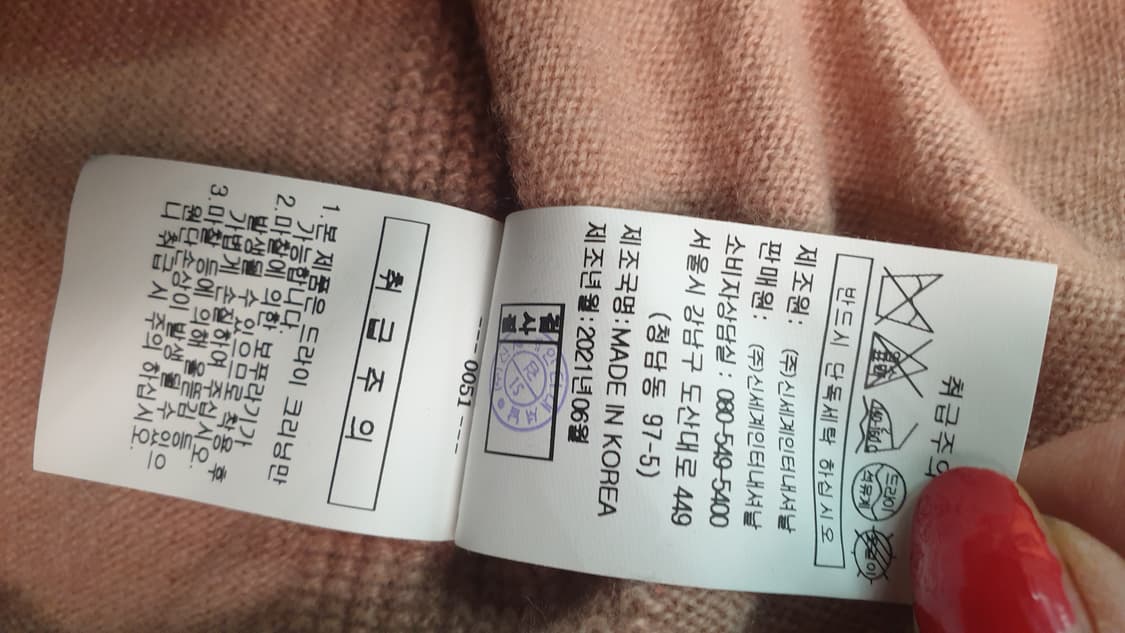 취급주의
드라이
석유계
반드시 단독세탁 하십시오
제조원: (주)신세계인터내셔날
판매원: (주)신세계인터내셔날
소비자상담실: 080-549-5400
서울시 강남구 도산대로 449
(청담동 97-5)
제조국명: MADE IN KOREA
제조년월: 2021년06월
검사필
0051
취급주의
1.본 제품은 드라이 크리닝만
가능합니다.
2.마찰에 의한 보푸라기가
발생될 수 있으므로 착용 후
가볍게 손질하여 주십시오.
3.마찰 등에 의해 올뜯김 등
원단손상이 발생될 수 있으
니 취급 시 주의 하십시오.